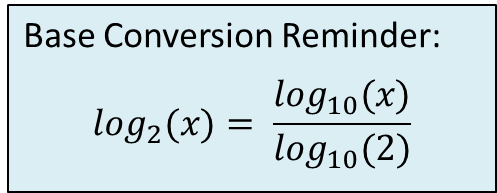 Base Conversion Reminder:
log₂(x) = log₁₀(x) / log₁₀(2)